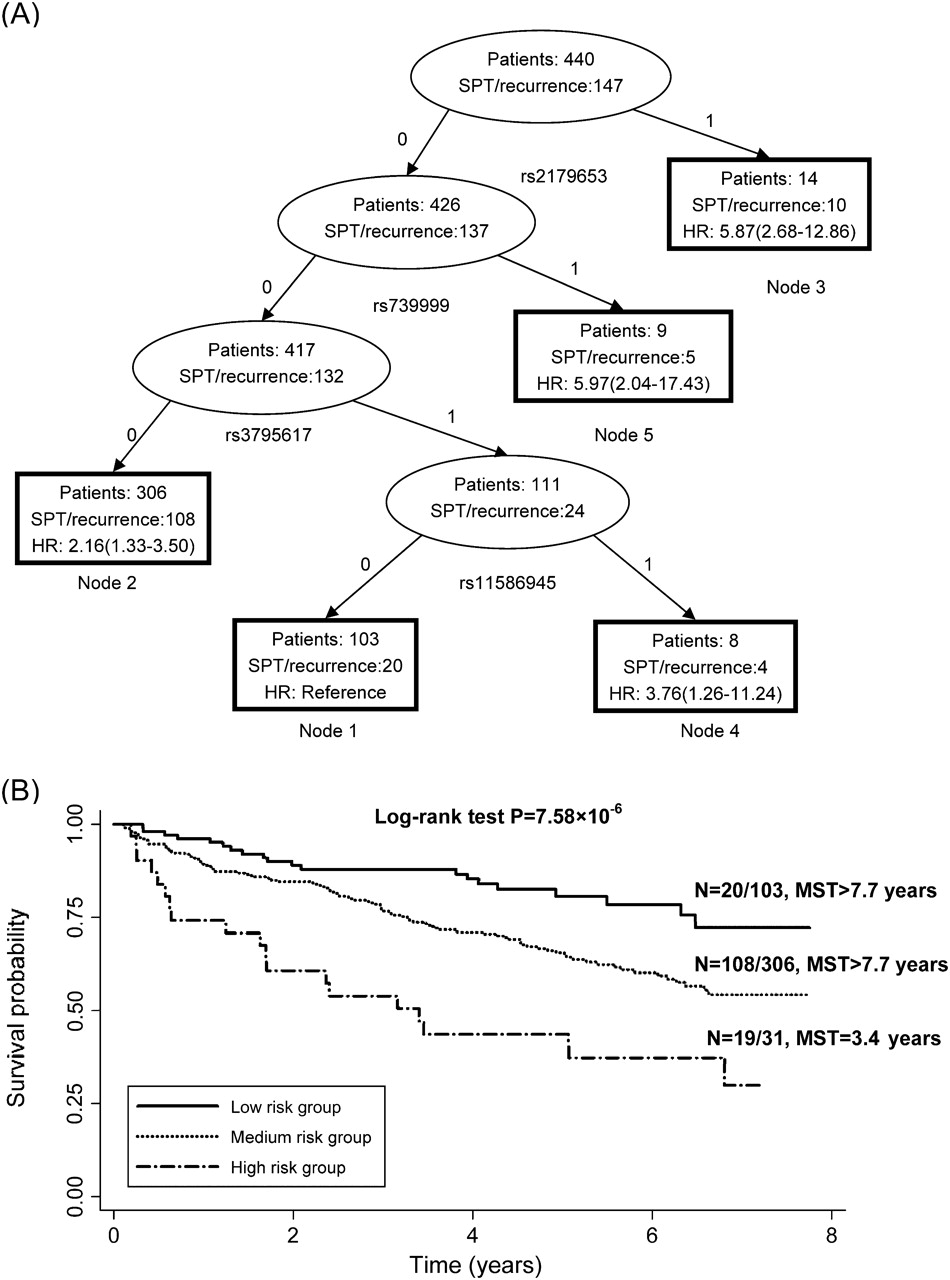 (A)
Patients: 440
SPT/recurrence:147
0
1
rs2179653
Patients: 14
SPT/recurrence:10
HR: 5.87(2.68-12.86)
Node 3
Patients: 426
SPT/recurrence:137
0
1
rs739999
Patients: 9
SPT/recurrence:5
HR: 5.97(2.04-17.43)
Node 5
Patients: 417
SPT/recurrence:132
0
1
rs3795617
Patients: 306
SPT/recurrence:108
HR: 2.16(1.33-3.50)
Node 2
Patients: 111
SPT/recurrence:24
0
1
rs11586945
Patients: 103
SPT/recurrence:20
HR: Reference
Node 1
Patients: 8
SPT/recurrence:4
HR: 3.76(1.26-11.24)
Node 4
(B)
Log-rank test P=7.58×10⁻⁶
N=20/103, MST>7.7 years
N=108/306, MST>7.7 years
N=19/31, MST=3.4 years
Survival probability
1.00
0.75
0.50
0.25
0.00
Low risk group
Medium risk group
High risk group
0 2 4 6 8
Time (years)